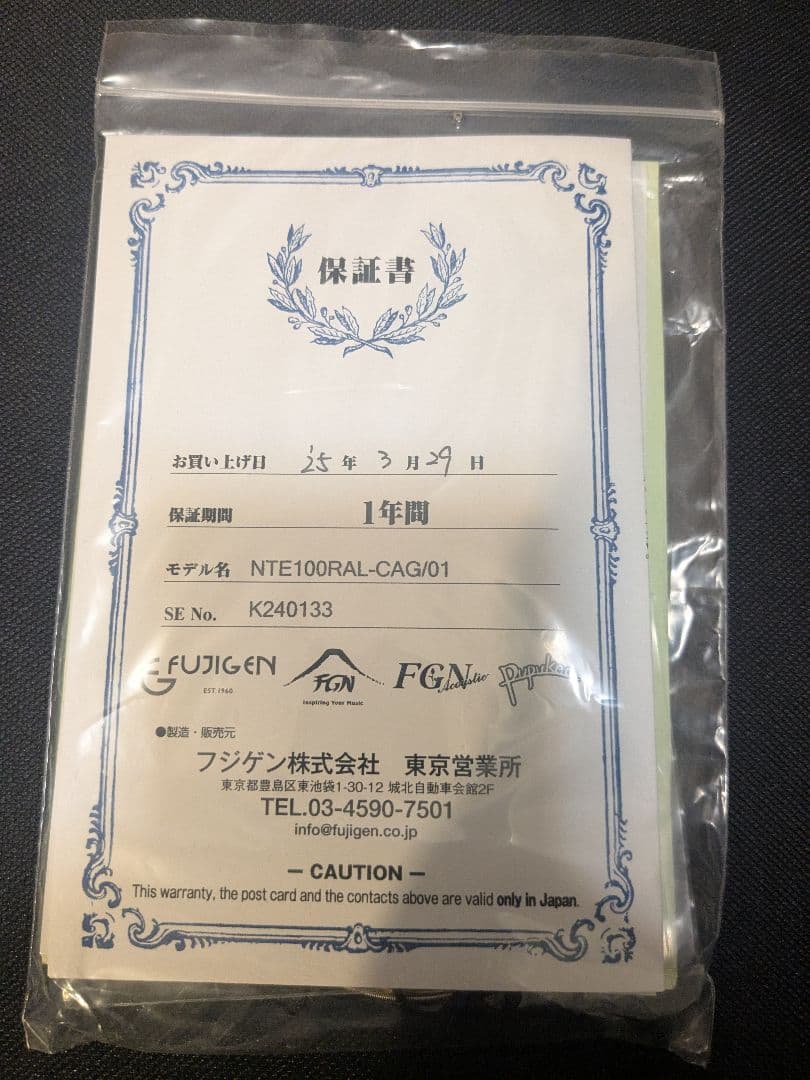 保証書
お買い上げ日 '25 年 3 月 29 日
保証期間 1年間
モデル名 NTE100RAL-CAG/01
SE No. K240133
FUJIGEN
EST.1960
FGN
Inspiring Your Music
FGN Acoustic
●製造・販売元
フジゲン株式会社 東京営業所
東京都豊島区東池袋1-30-12 城北自動車会館2F
TEL.03-4590-7501
info@fujigen.co.jp
— CAUTION —
This warranty, the post card and the contacts above are valid only in Japan.